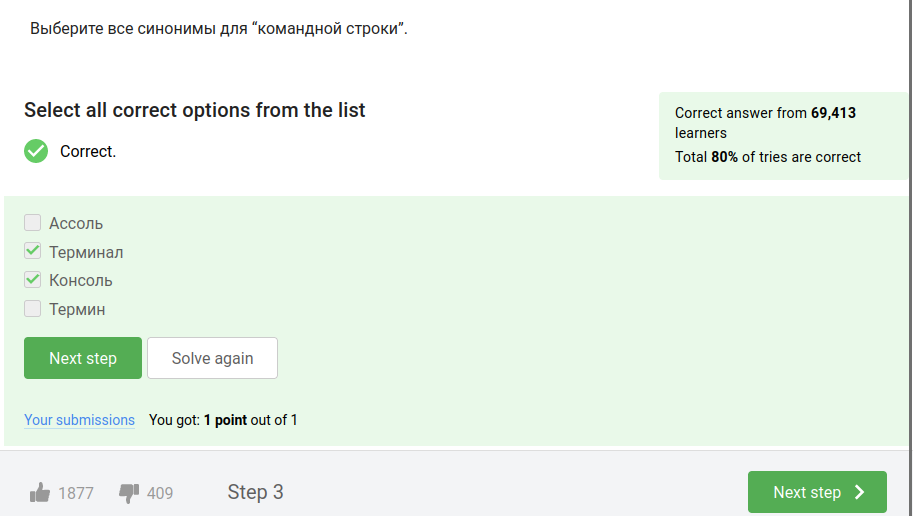 Выберите все синонимы для “командной строки”.
Select all correct options from the list
Correct.
Correct answer from 69,413
learners
Total 80% of tries are correct
Ассоль
Терминал
Консоль
Термин
Next step
Solve again
Your submissions
You got: 1 point out of 1
1877
409
Step 3
Next step